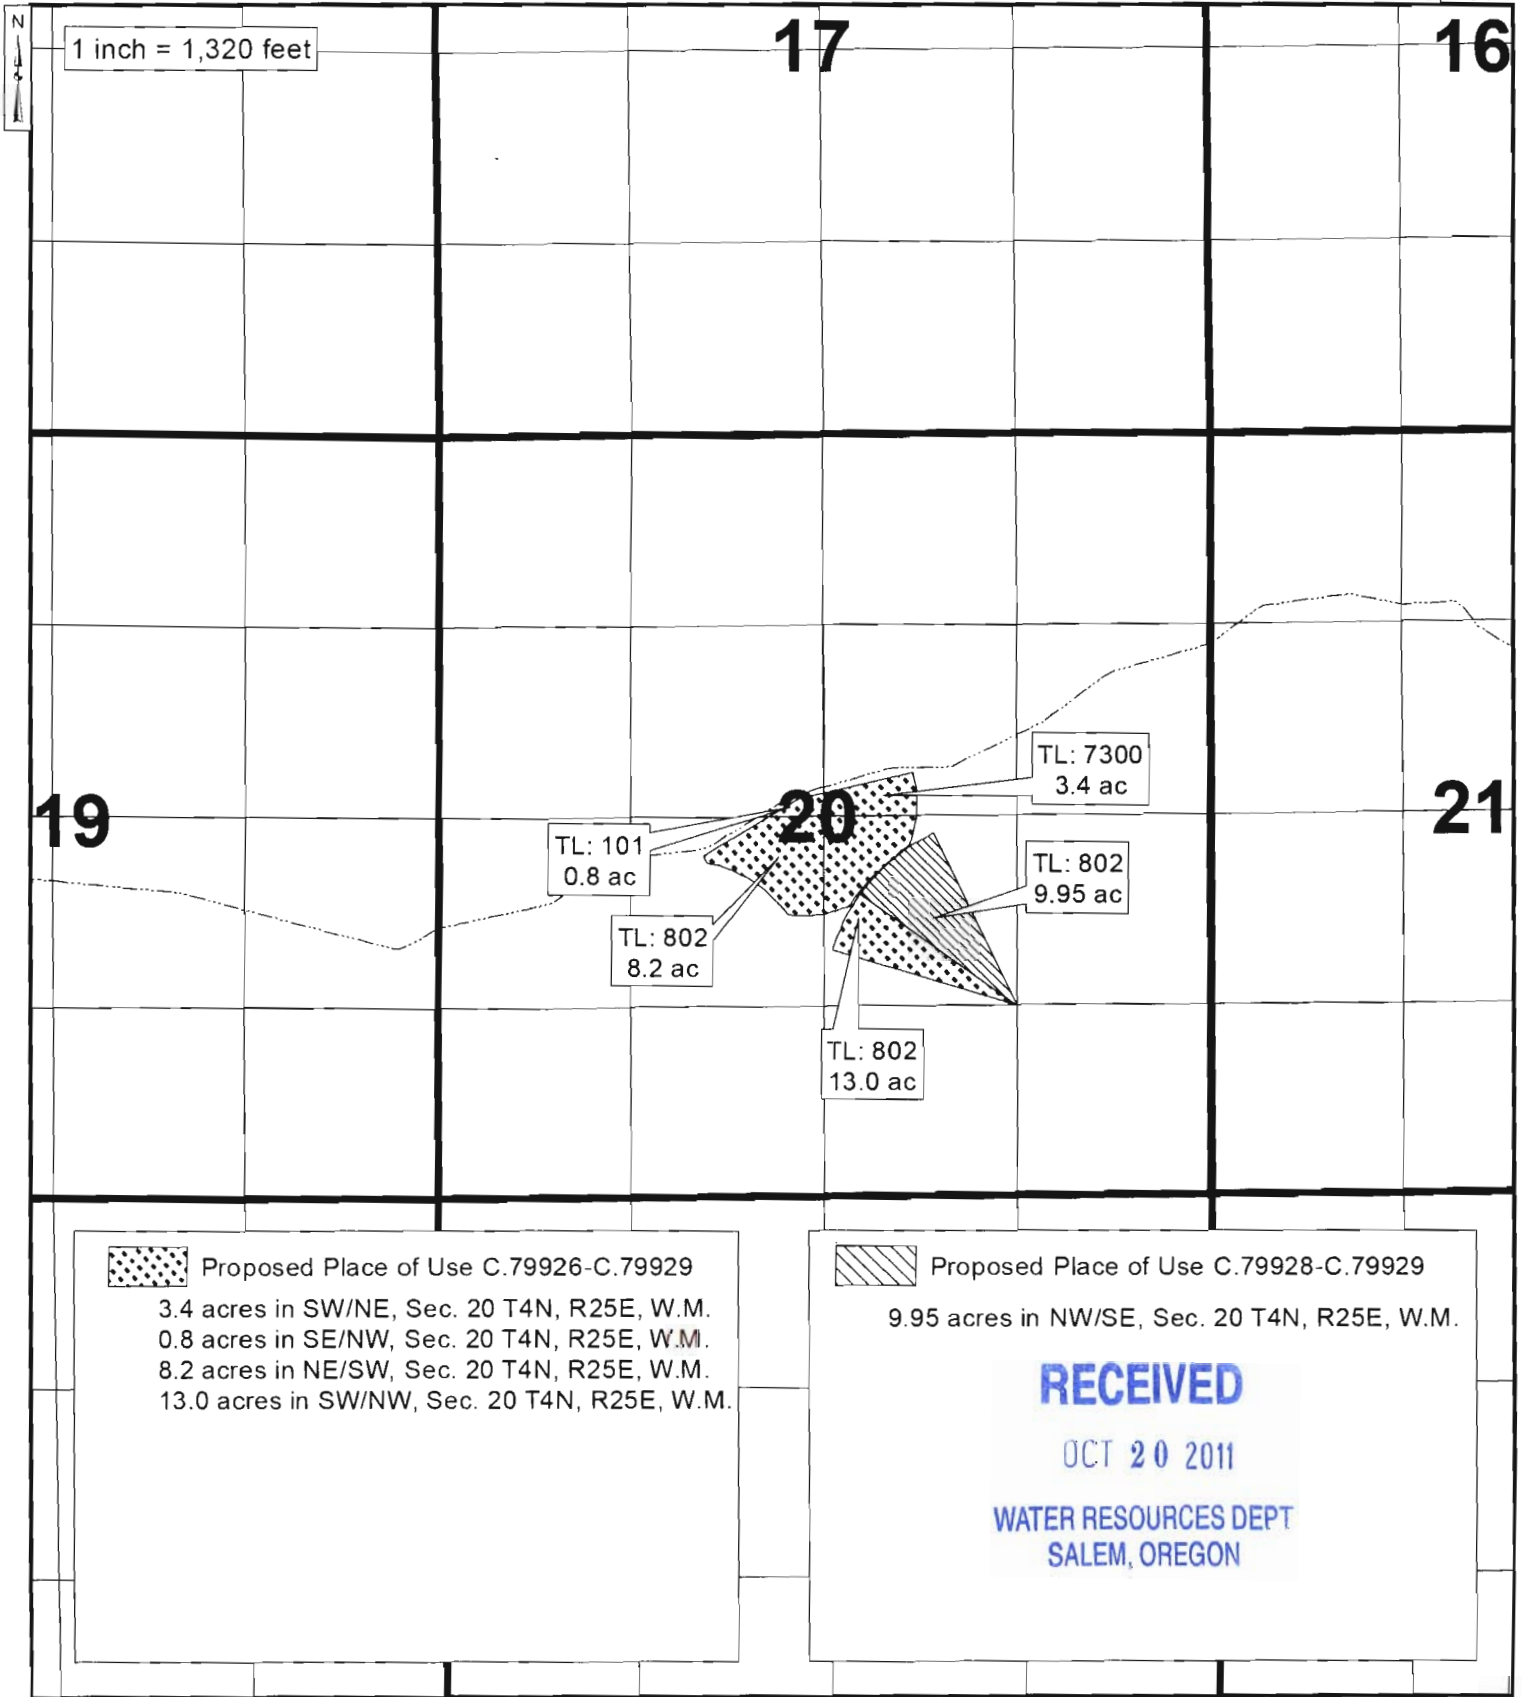 N
1 inch = 1,320 feet
17
16
TL: 7300
3.4 ac
19
20
21
TL: 101
0.8 ac
TL: 802
9.95 ac
TL: 802
8.2 ac
TL: 802
13.0 ac
Proposed Place of Use C.79926-C.79929
3.4 acres in SW/NE, Sec. 20 T4N, R25E, W.M.
0.8 acres in SE/NW, Sec. 20 T4N, R25E, W.M.
8.2 acres in NE/SW, Sec. 20 T4N, R25E, W.M.
13.0 acres in SW/NW, Sec. 20 T4N, R25E, W.M.
Proposed Place of Use C.79928-C.79929
9.95 acres in NW/SE, Sec. 20 T4N, R25E, W.M.
RECEIVED
OCT 20 2011
WATER RESOURCES DEPT
SALEM, OREGON